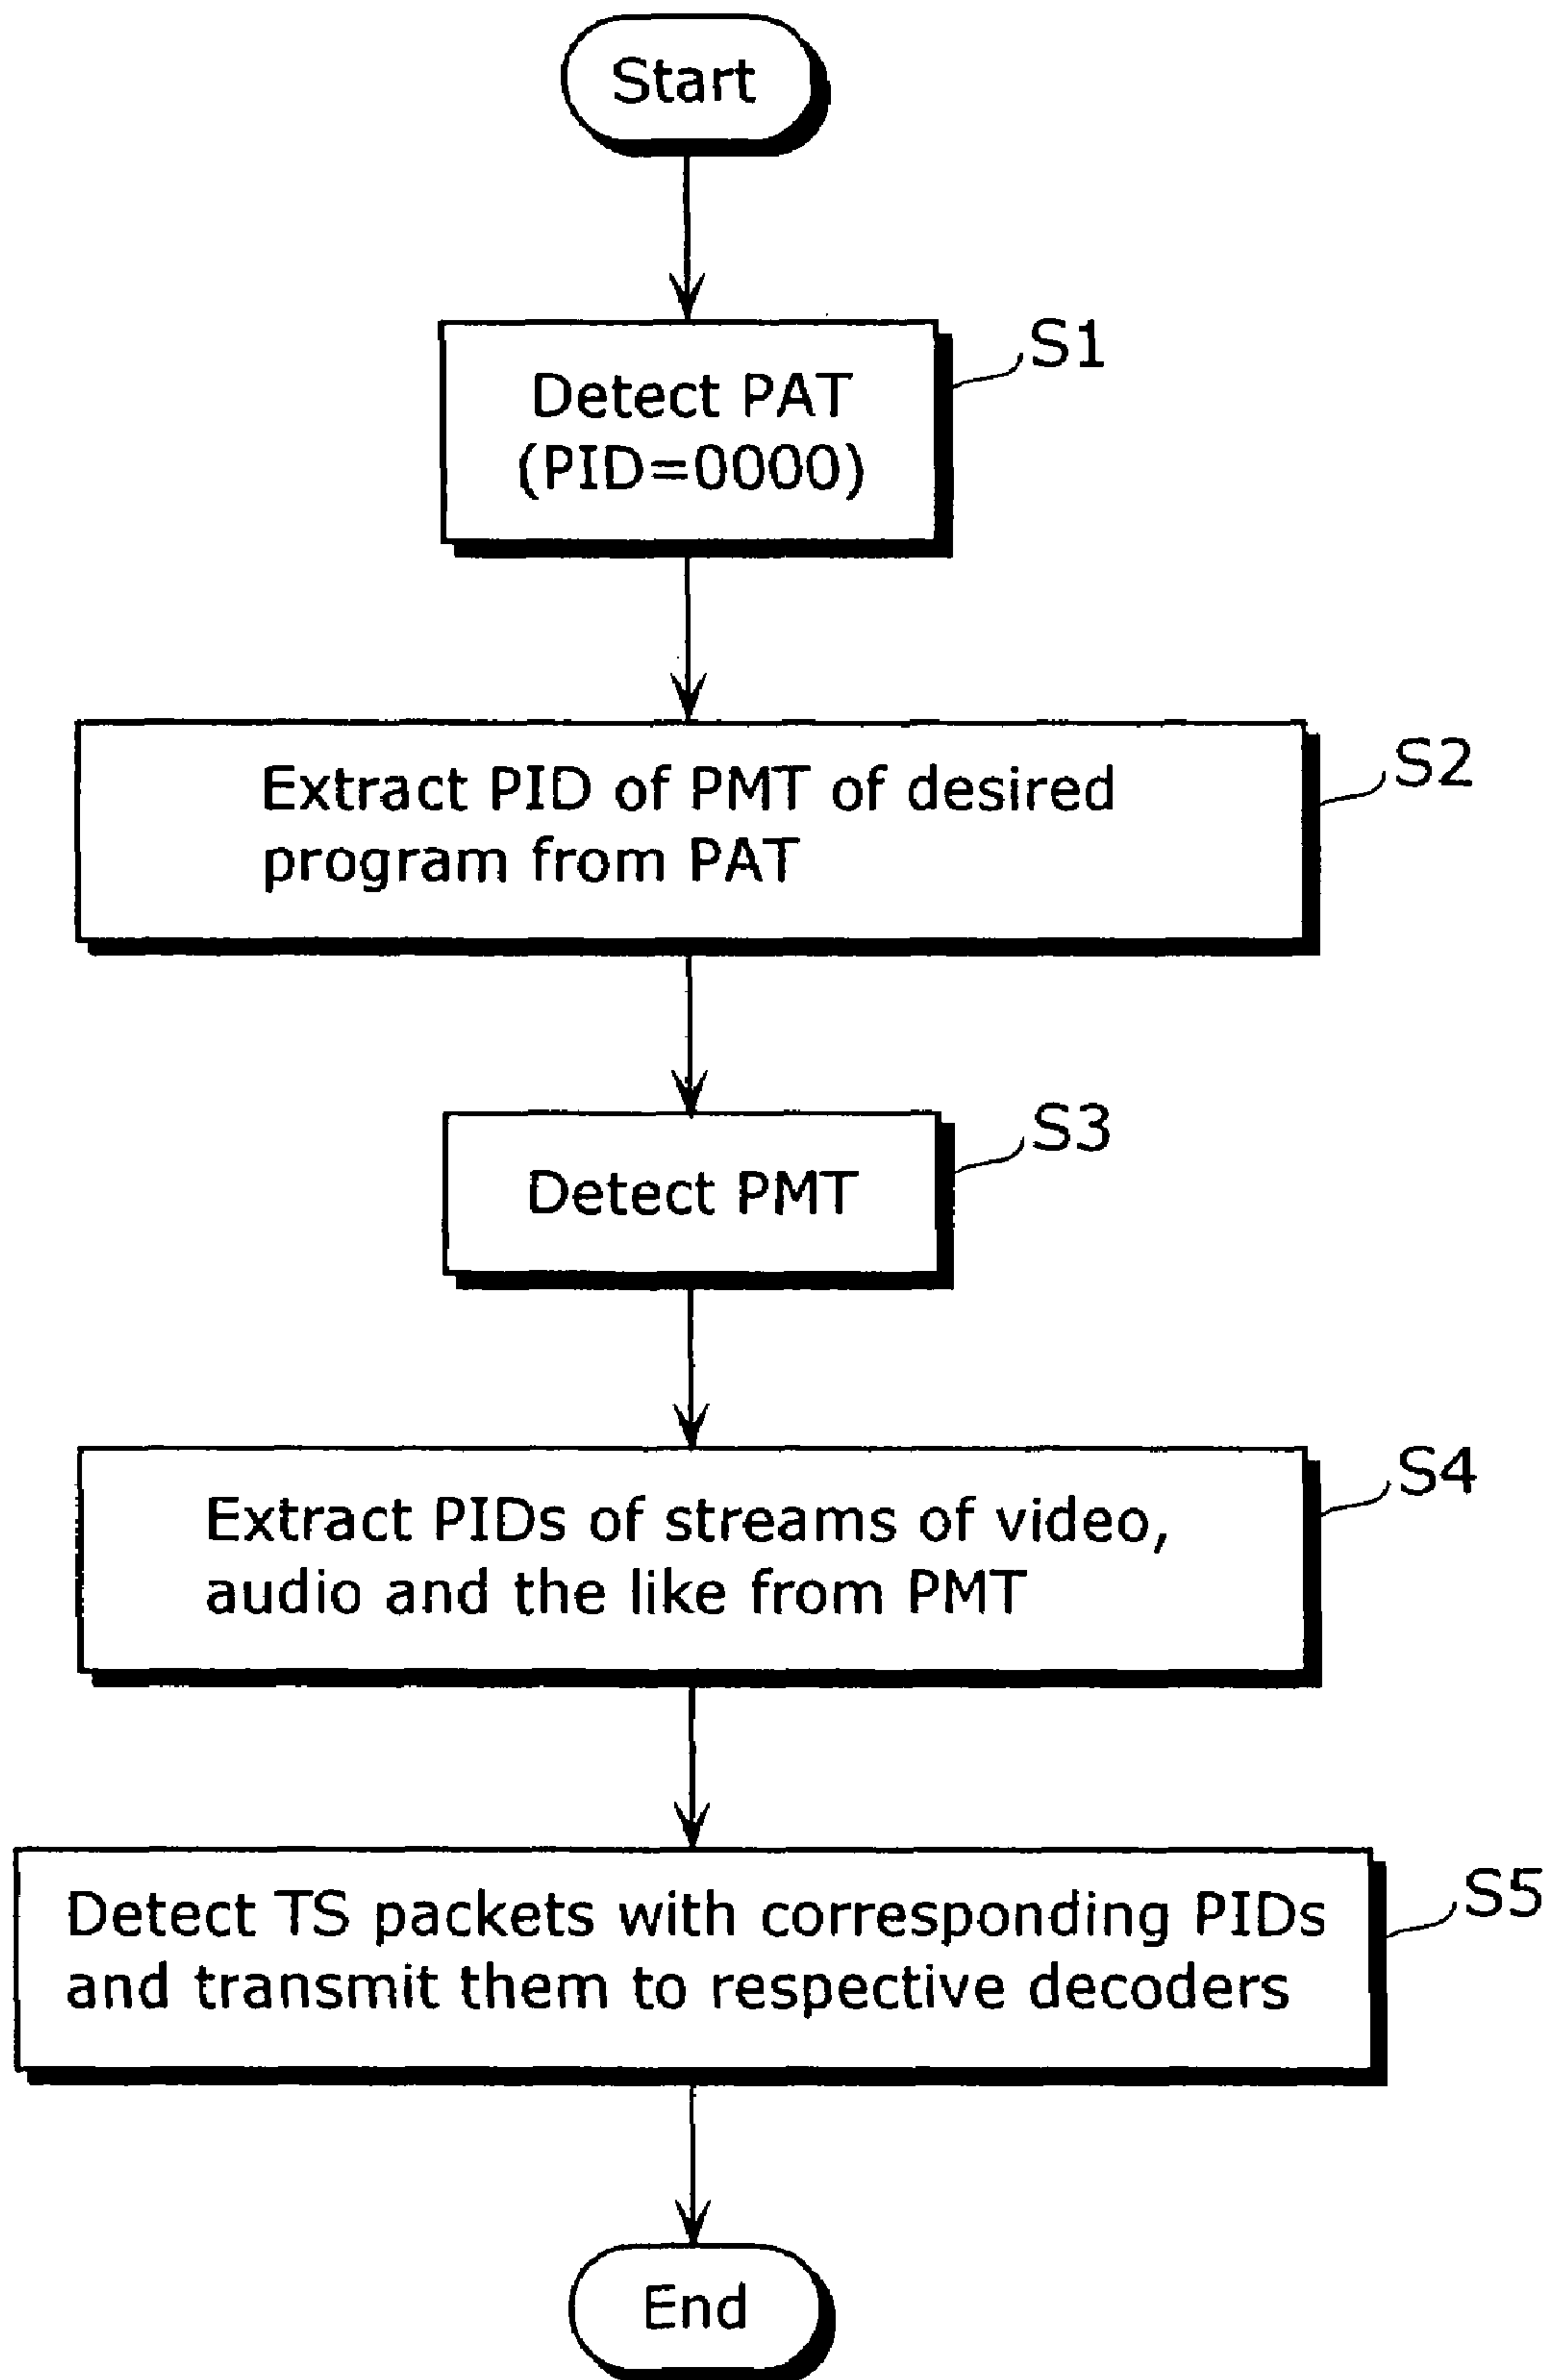 Start
S1
Detect PAT
(PID=0000)
S2
Extract PID of PMT of desired
program from PAT
S3
Detect PMT
S4
Extract PIDs of streams of video,
audio and the like from PMT
S5
Detect TS packets with corresponding PIDs
and transmit them to respective decoders
End